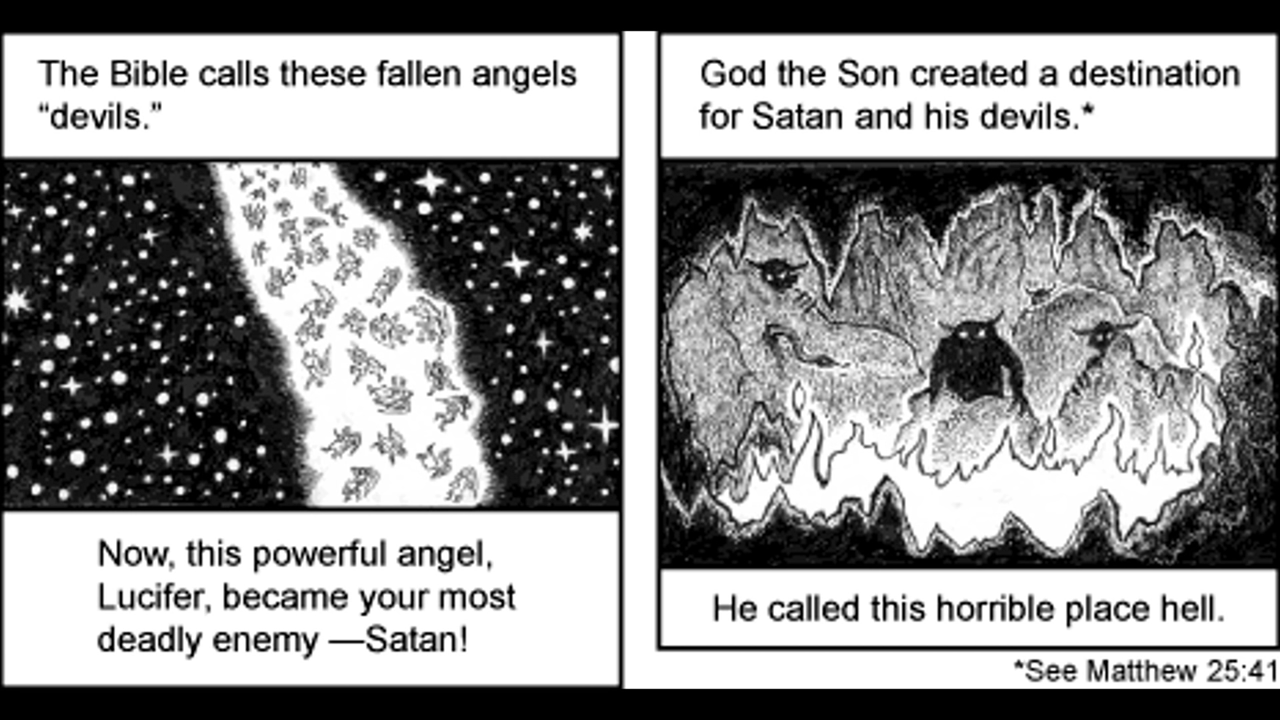 The Bible calls these fallen angels
“devils.”
Now, this powerful angel,
Lucifer, became your most
deadly enemy —Satan!
God the Son created a destination
for Satan and his devils.*
He called this horrible place hell.
*See Matthew 25:41